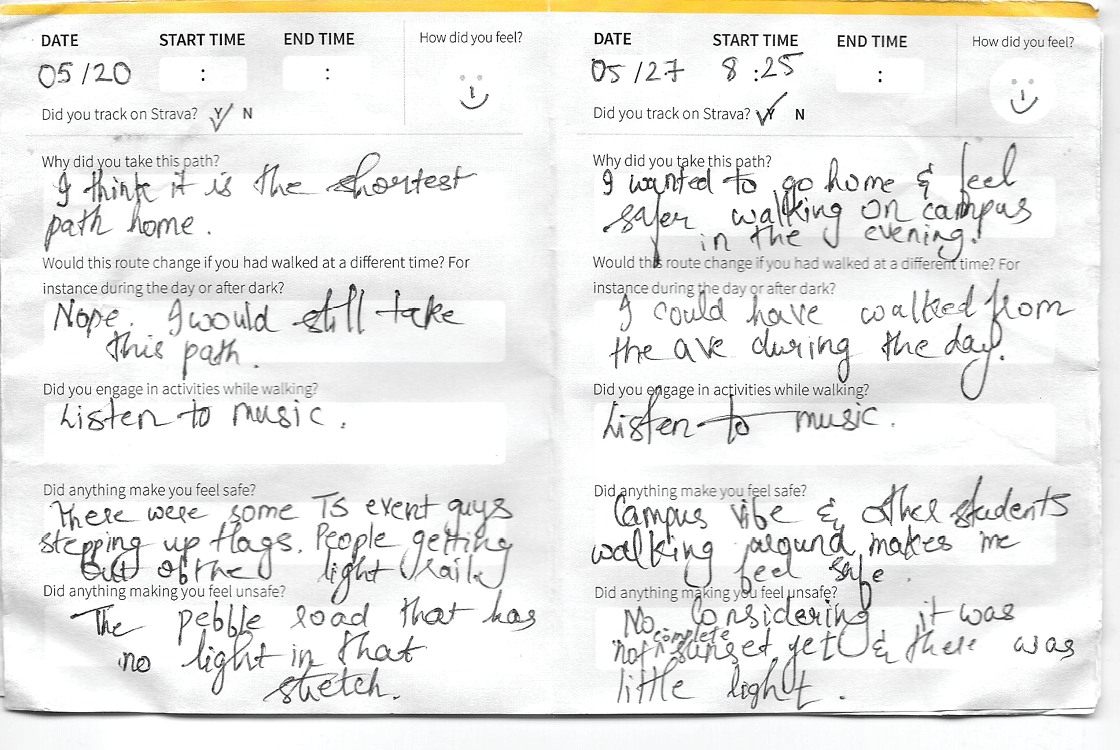 DATE START TIME END TIME How did you feel?
05/20 : :
Did you track on Strava? Y N
Why did you take this path?
I think it is the shortest
path home.
Would this route change if you had walked at a different time? For
instance during the day or after dark?
Nope. I would still take
this path.
Did you engage in activities while walking?
Listen to music.
Did anything make you feel safe?
There were some TS event guys
stepping up flags. People getting
out of the light rail
Did anything making you feel unsafe?
The pebble road that has
no light in that
stretch.
DATE START TIME END TIME How did you feel?
05/27 8:25 :
Did you track on Strava? Y N
Why did you take this path?
I wanted to go home & feel
safer walking on campus
in the evening.
Would this route change if you had walked at a different time? For
instance during the day or after dark?
I could have walked from
the ave during the day.
Did you engage in activities while walking?
Listen to music.
Did anything make you feel safe?
Campus vibe & other students
walking around makes me
feel safe.
Did anything making you feel unsafe?
No. Considering it was
not complete sunset yet & there was
little light.